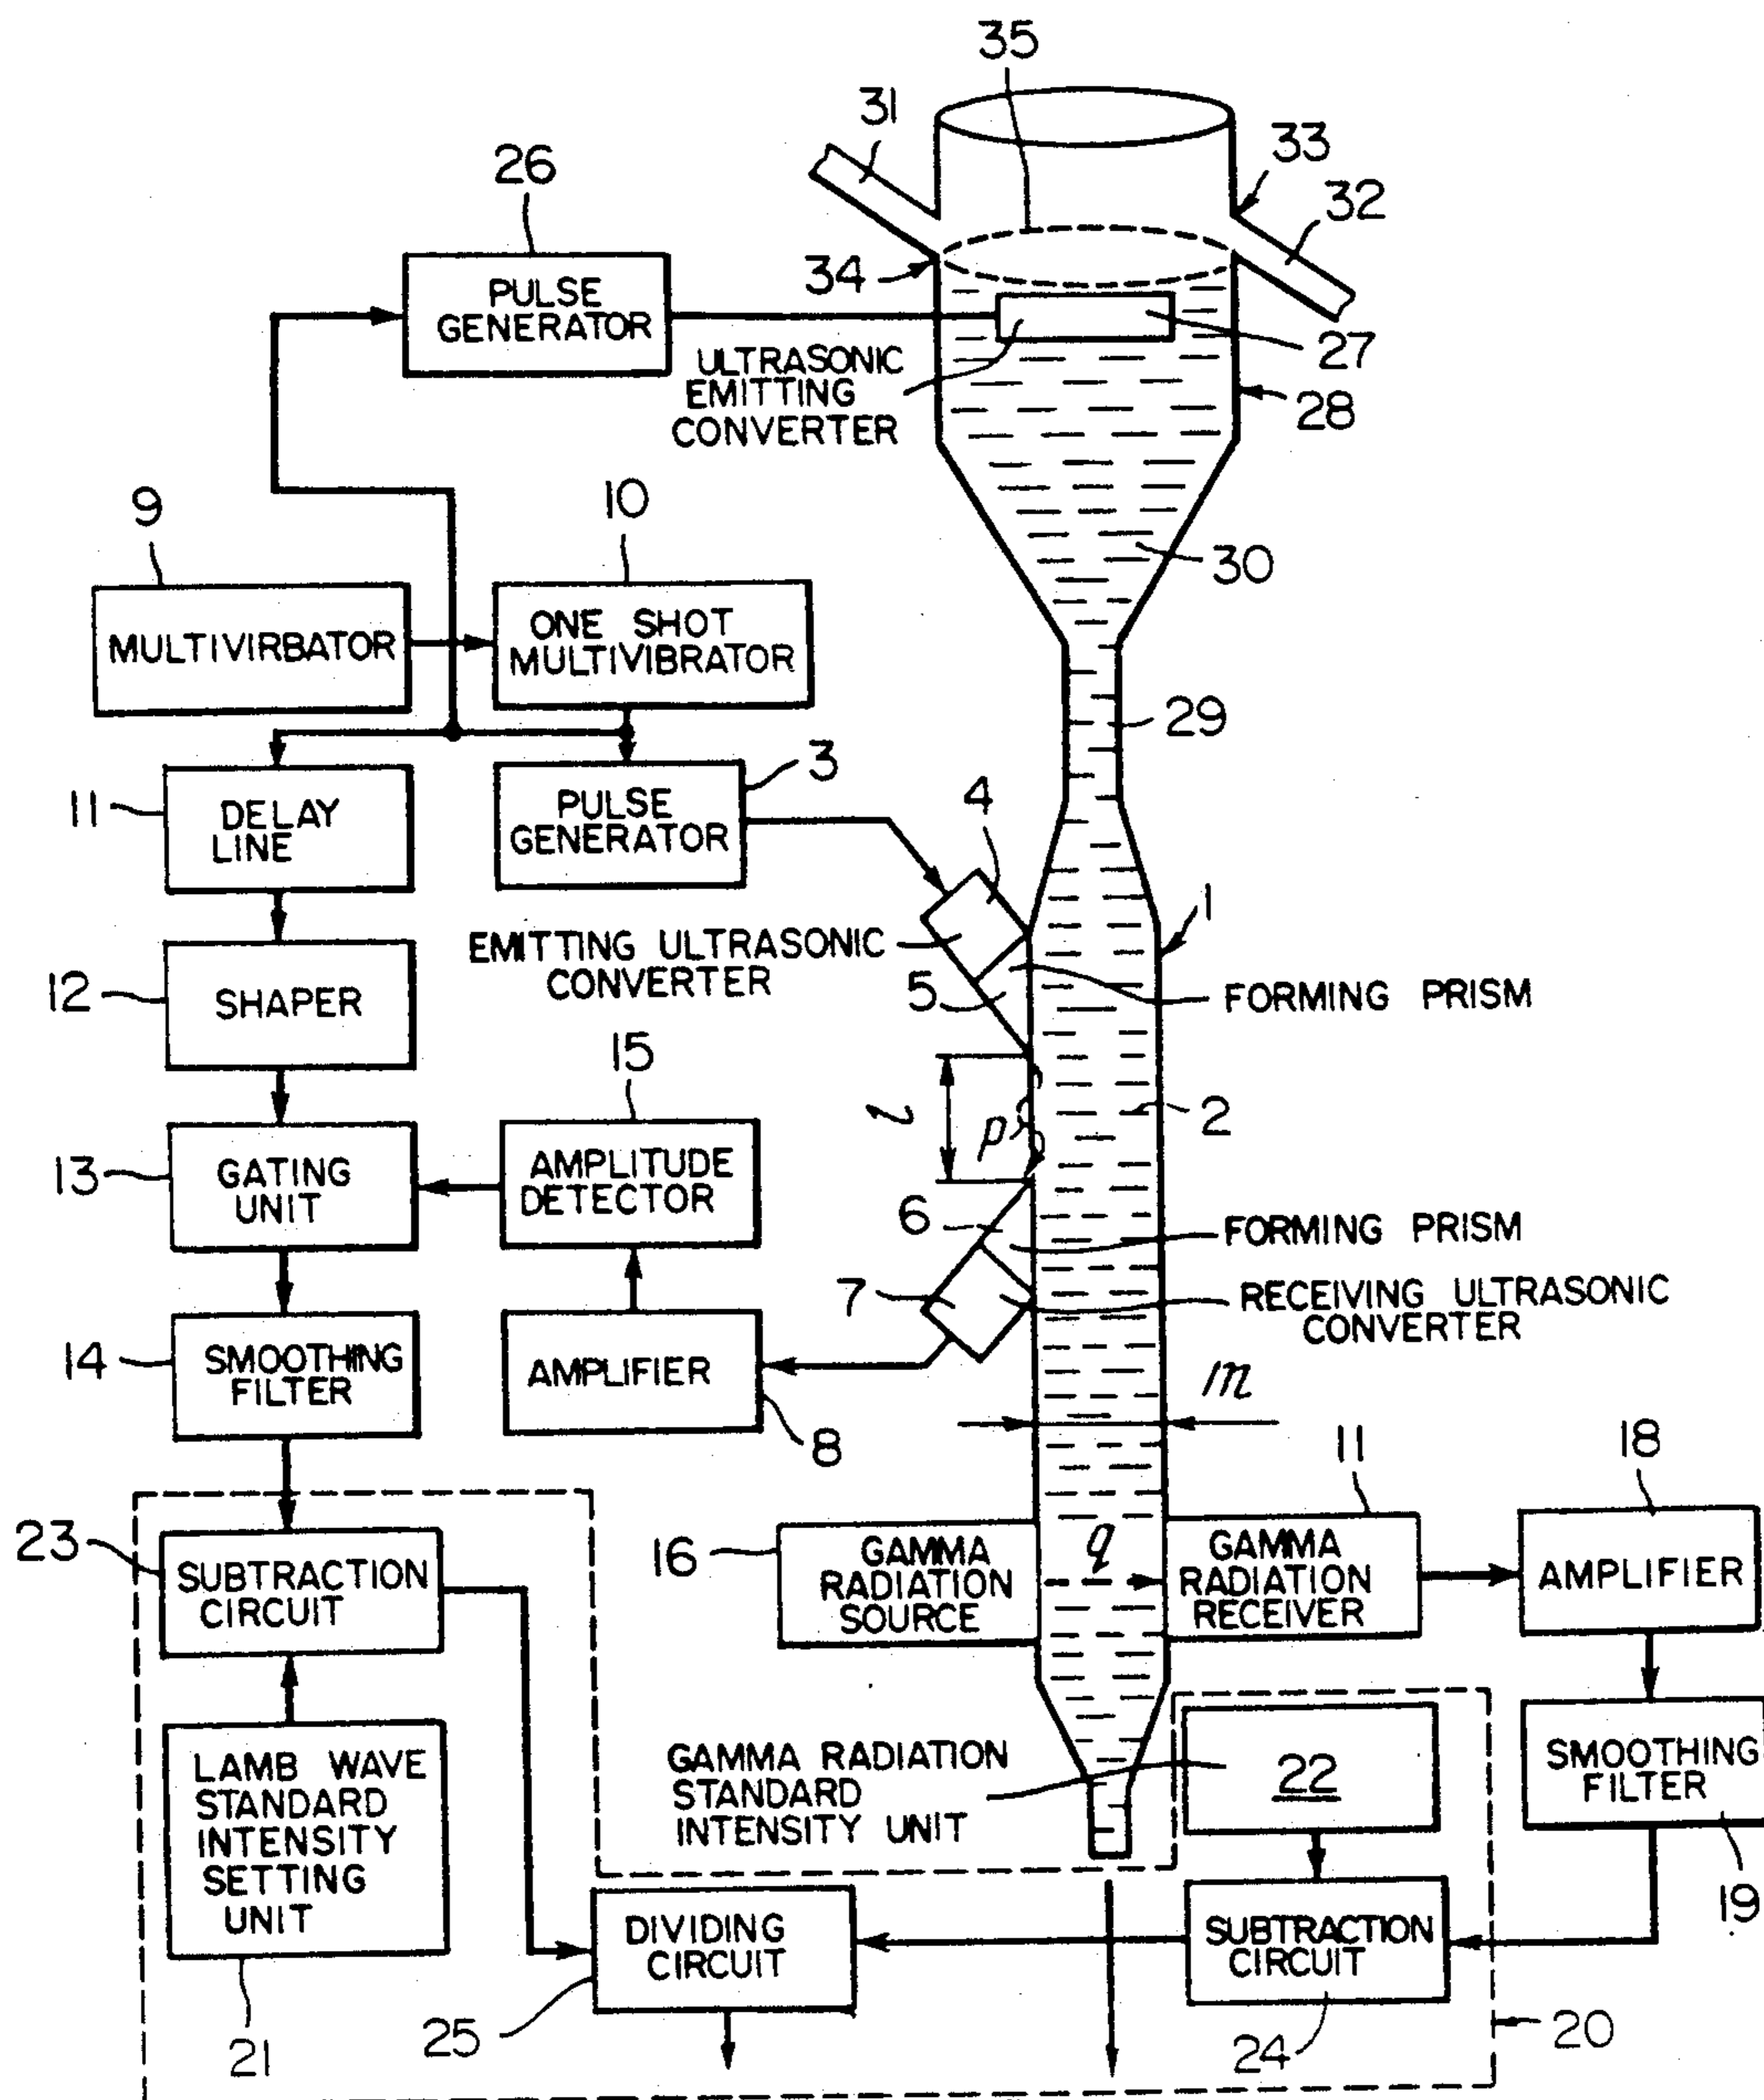 35
31
33
32
26
34
PULSE
GENERATOR
27
ULTRASONIC
EMITTING
CONVERTER
28
9
10
30
MULTIVIRBATOR
ONE SHOT
MULTIVIBRATOR
29
3
4
11
DELAY
LINE
PULSE
GENERATOR
1
EMITTING ULTRASONIC
CONVERTER
5
FORMING PRISM
12
SHAPER
15
l
p
2
13
GATING
UNIT
AMPLITUDE
DETECTOR
6
FORMING PRISM
7
RECEIVING ULTRASONIC
CONVERTER
14
SMOOTHING
FILTER
AMPLIFIER
8
m
11
18
23
SUBTRACTION
CIRCUIT
16
GAMMA
RADIATION
SOURCE
q
GAMMA
RADIATION
RECEIVER
AMPLIFIER
LAMB WAVE
STANDARD
INTENSITY
SETTING
UNIT
GAMMA RADIATION
STANDARD
INTENSITY UNIT
22
SMOOTHING
FILTER
19
DIVIDING
CIRCUIT
SUBTRACTION
CIRCUIT
21
25
24
20